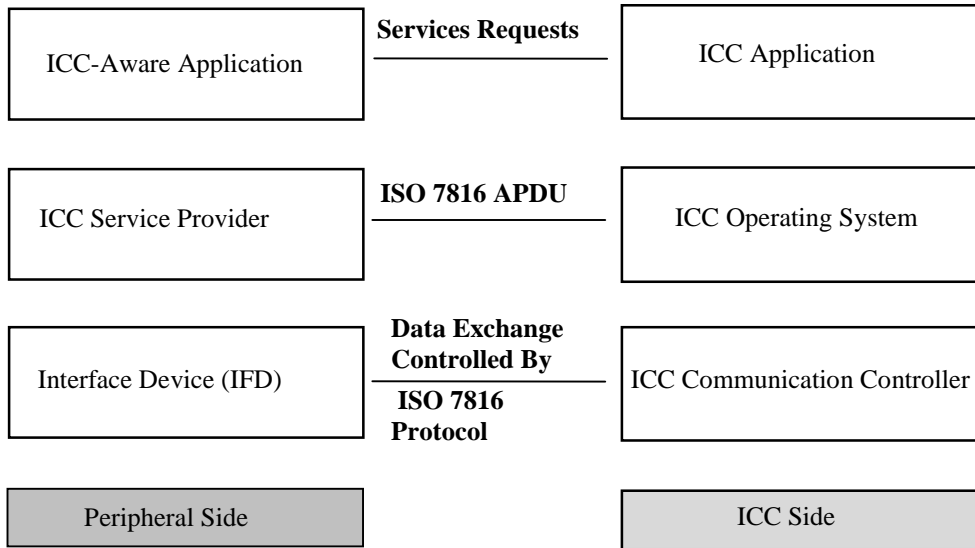 Services Requests
ICC-Aware Application
ICC Application
ISO 7816 APDU
ICC Service Provider
ICC Operating System
Data Exchange
Controlled By
Interface Device (IFD)
ICC Communication Controller
ISO 7816
Protocol
Peripheral Side
ICC Side